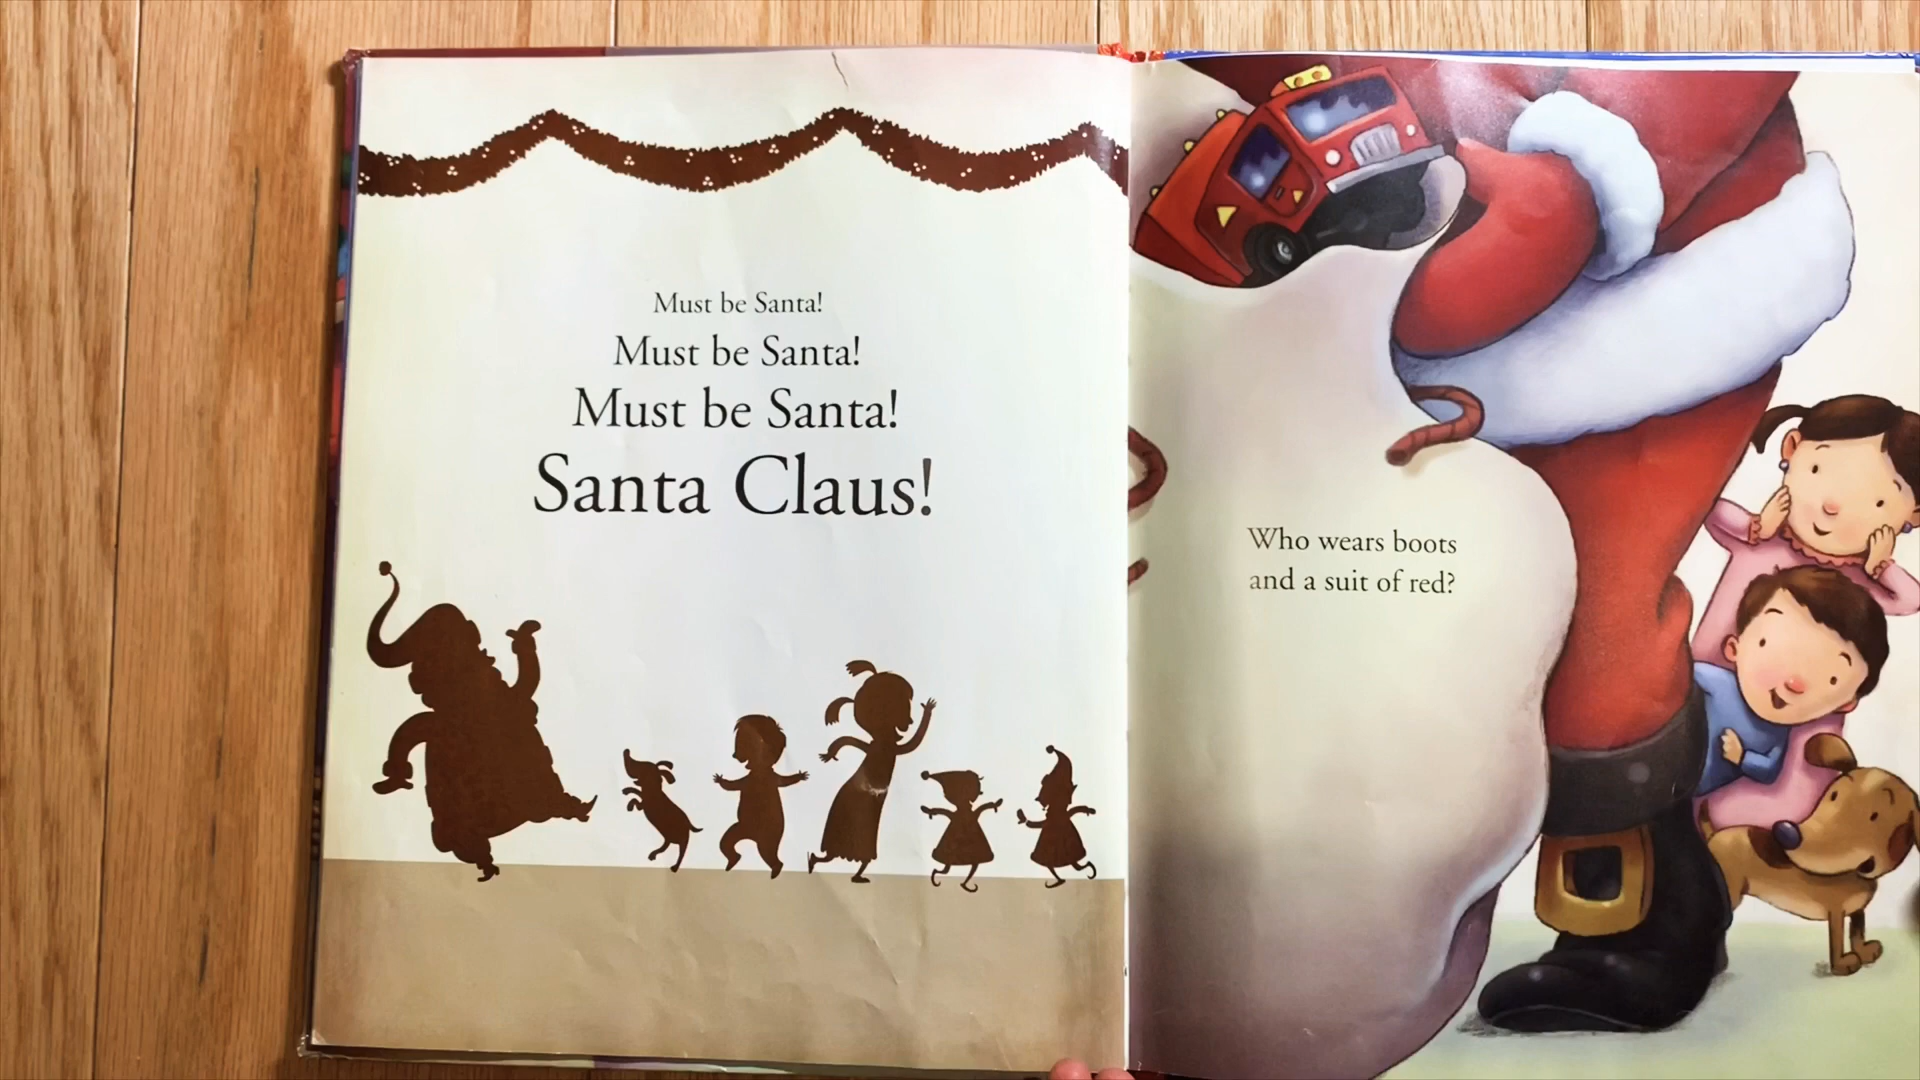 Must be Santa!
Must be Santa!
Must be Santa!
Santa Claus!
Who wears boots
and a suit of red?